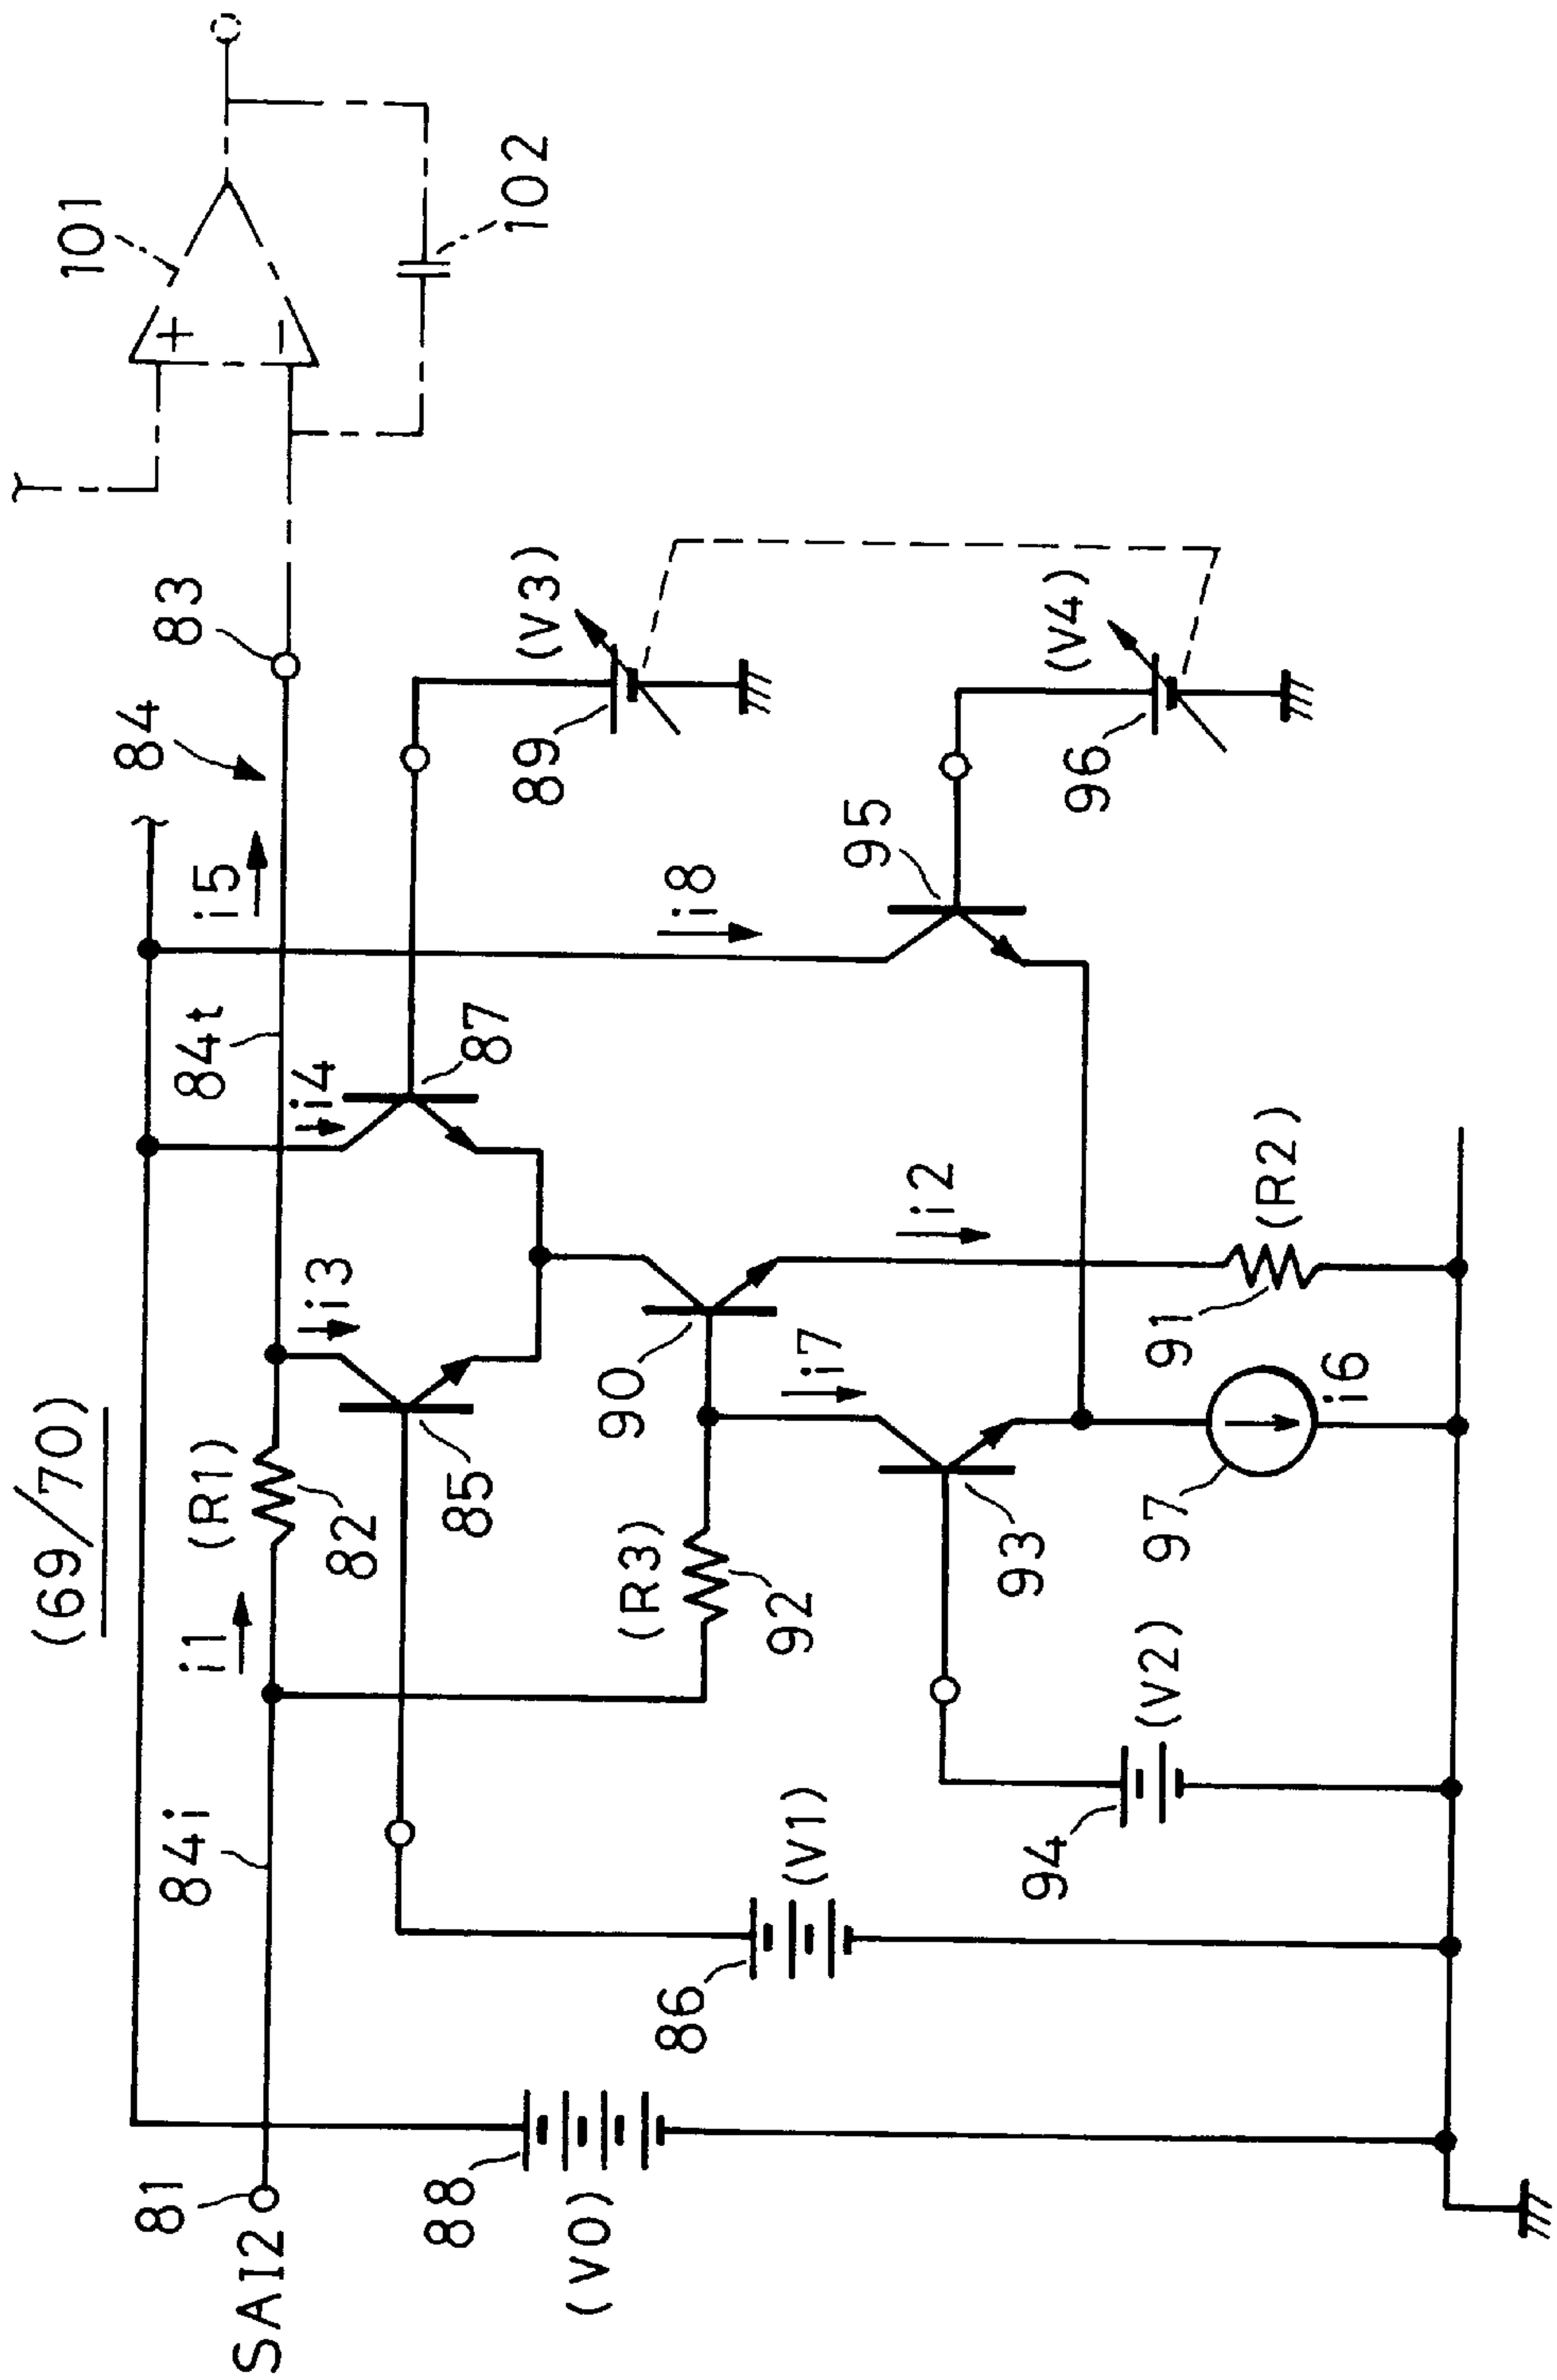 (69/70)
101
102
84
83
i5
84t
i4
87
i8
(V3)
89
95
(V4)
96
i1
(R1)
82
i3
85
84i
81
SAI2
88
(V0)
86
(V1)
(R3)
92
90
i7
i2
93
94
(V2)
97
i6
91
(R2)
+
−